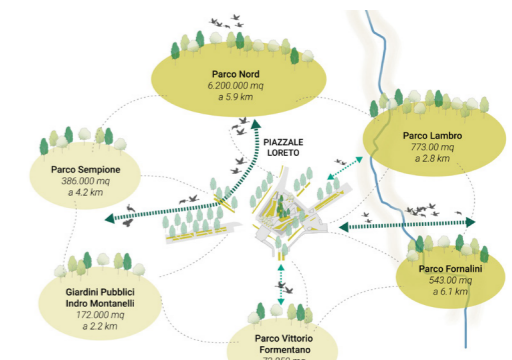 Parco Nord
6.200.000 mq
a 5.9 km
PIAZZALE
LORETO
Parco Lambro
773.00 mq
a 2.8 km
Parco Sempione
386.000 mq
a 4.2 km
Parco Fornalini
543.00 mq
a 6.1 km
Giardini Pubblici
Indro Montanelli
172.000 mq
a 2.2 km
Parco Vittorio
Formentano